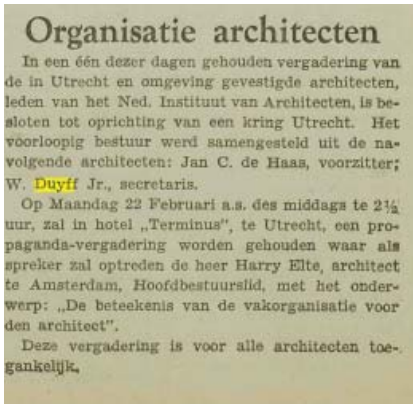 Organisatie architecten
In een één dezer dagen gehouden vergadering van
de in Utrecht en omgeving gevestigde architecten,
leden van het Ned. Instituut van Architecten, is be-
sloten tot oprichting van een kring Utrecht. Het
voorloopig bestuur werd samengesteld uit de na-
volgende architecten: Jan C. de Haas, voorzitter;
W. Duyff Jr., secretaris.
Op Maandag 22 Februari a.s. des middags te 2½
uur, zal in hotel „Terminus”, te Utrecht, een pro-
paganda-vergadering worden gehouden waar als
spreker zal optreden de heer Harry Elte, architect
te Amsterdam, Hoofdbestuurslid, met het onder-
werp: „De beteekenis van de vakorganisatie voor
den architect”.
Deze vergadering is voor alle architecten toe-
gankelijk.